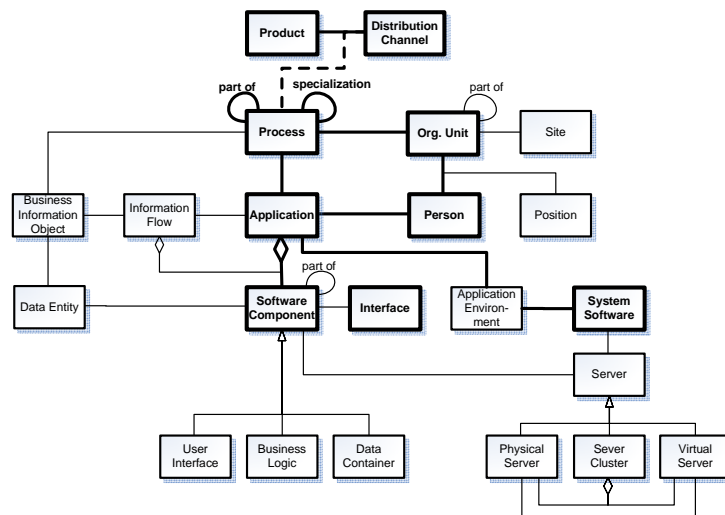 Product
Distribution
Channel
part of
specialization
part of
Process
Org. Unit
Site
Business
Information
Object
Information
Flow
Application
Person
Position
part of
Data Entity
Software
Component
Interface
Application
Environ-
ment
System
Software
Server
User
Interface
Business
Logic
Data
Container
Physical
Server
Sever
Cluster
Virtual
Server